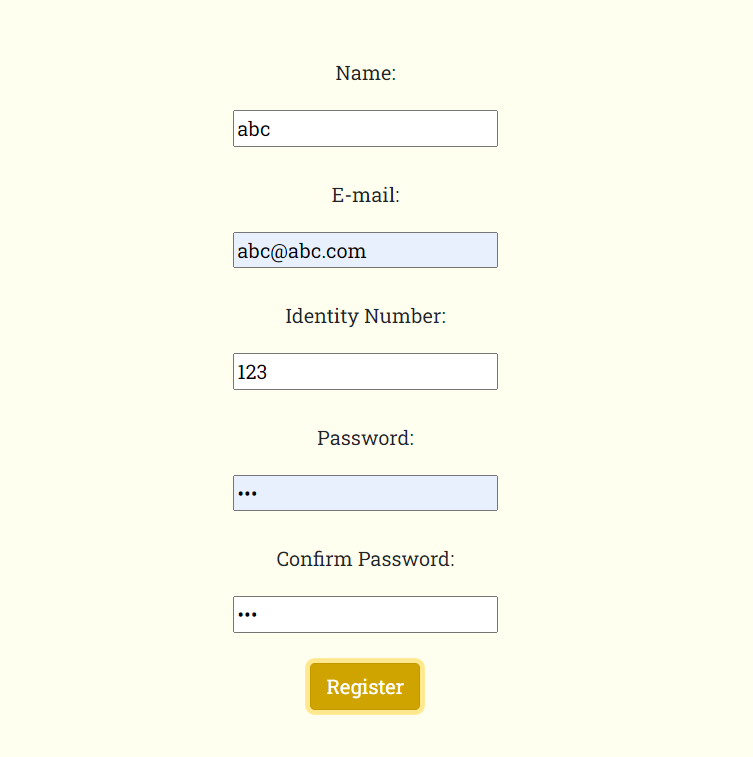 Name:
abc
E-mail:
abc@abc.com
Identity Number:
123
Password:
•••
Confirm Password:
•••
Register